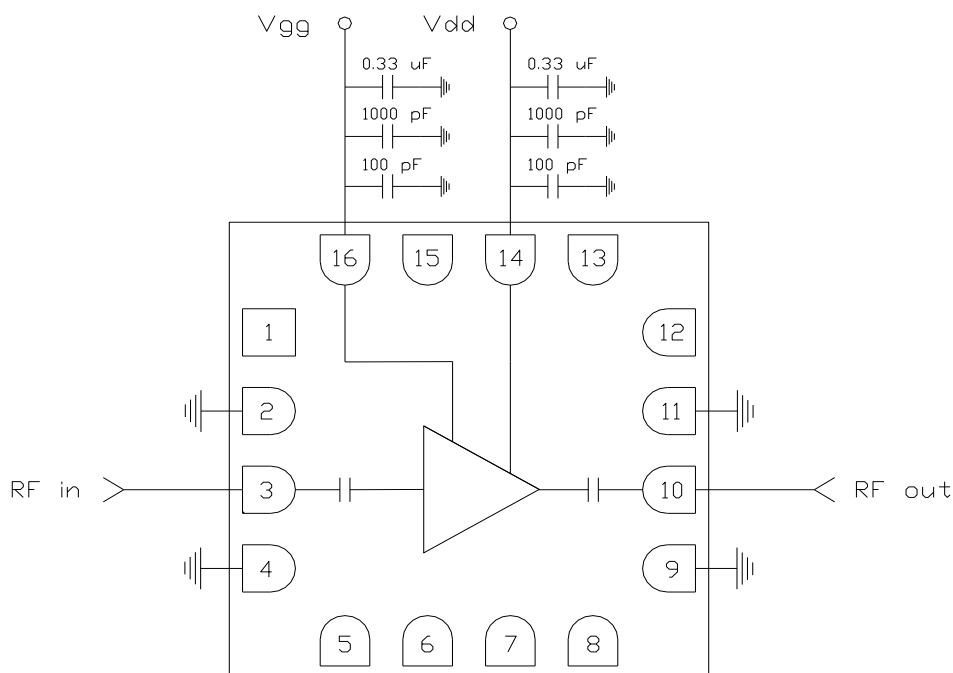 Vgg Vdd
0.33 uF 0.33 uF
1000 pF 1000 pF
100 pF 100 pF
16 15 14 13
1 12
2 11
RF in 3 10 RF out
4 9
5 6 7 8